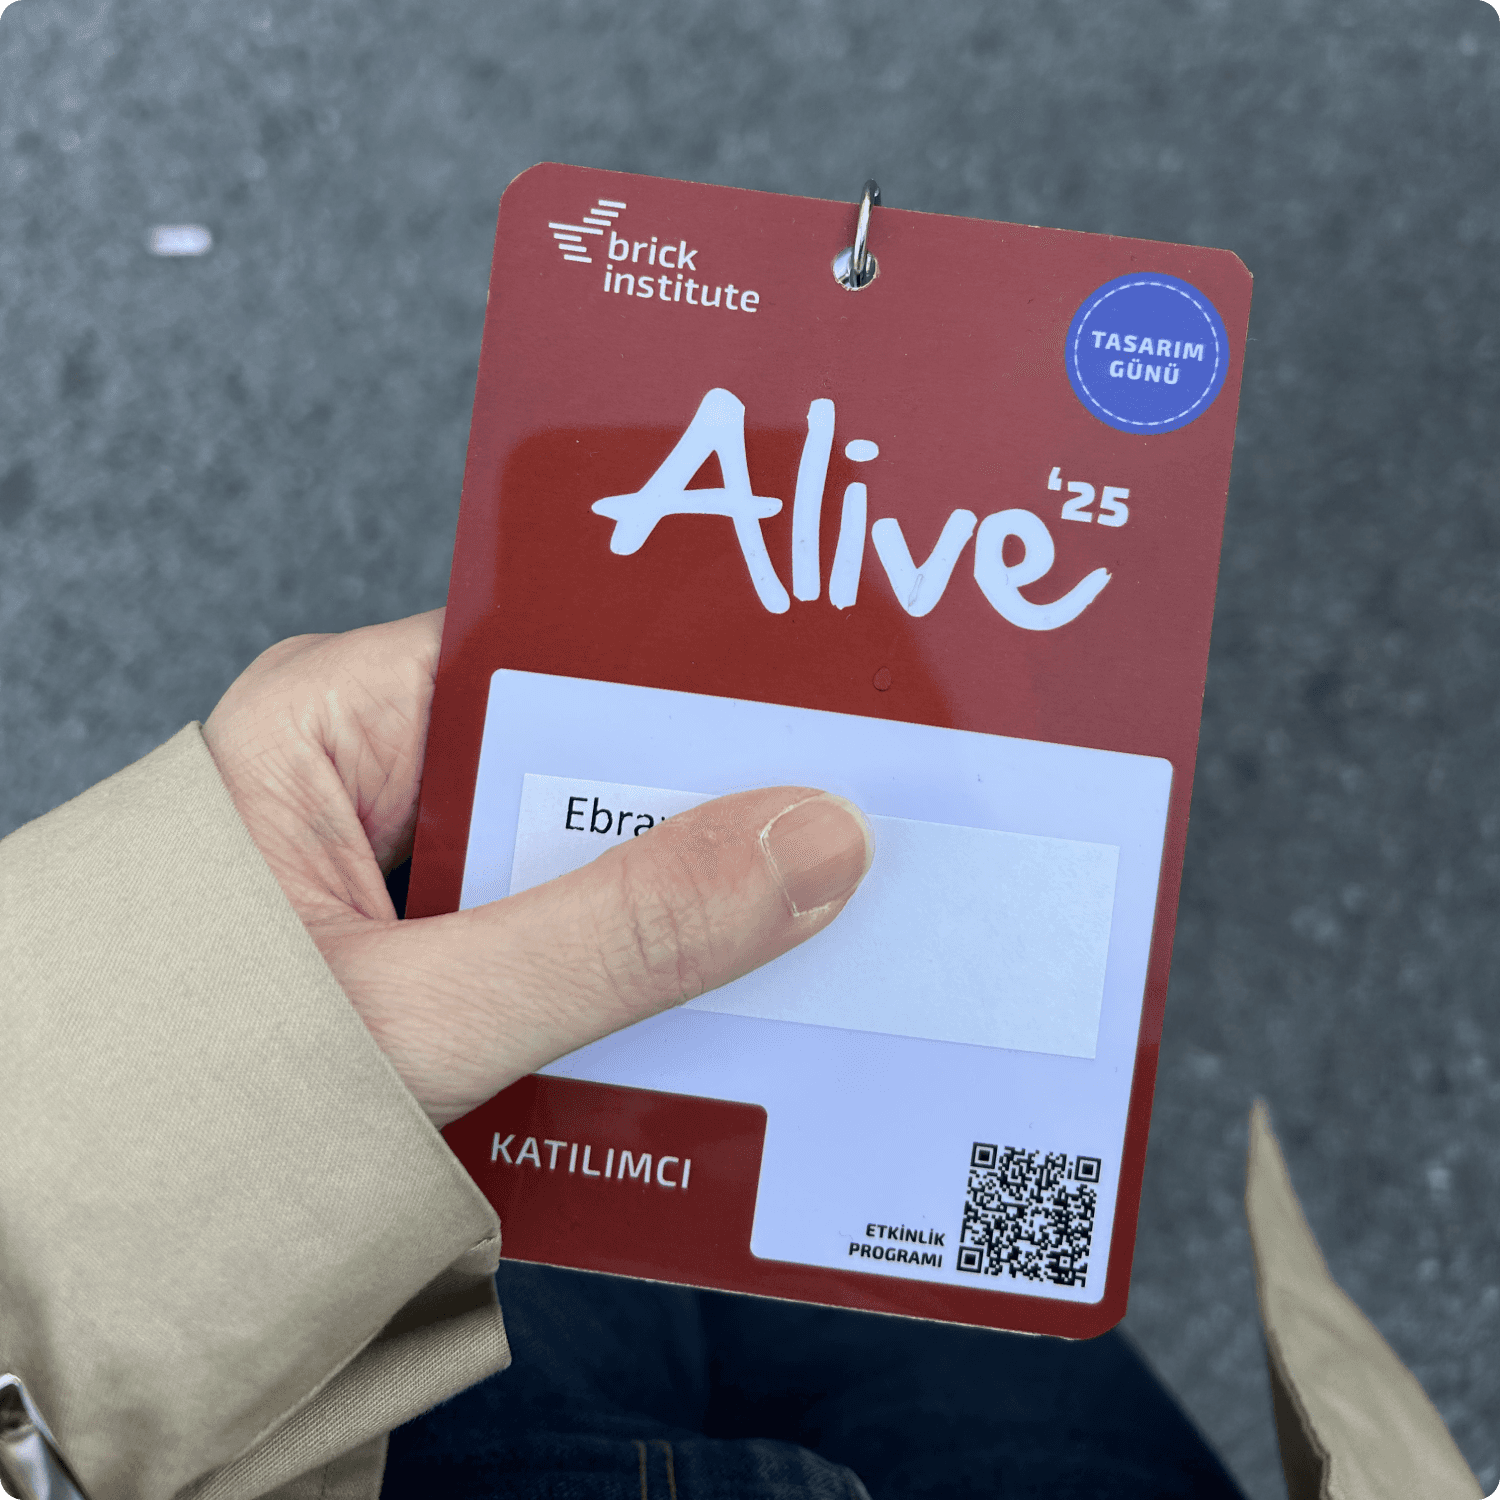 brick
institute
TASARIM
GÜNÜ
Alive
'25
KATILIMCI
ETKİNLİK
PROGRAMI